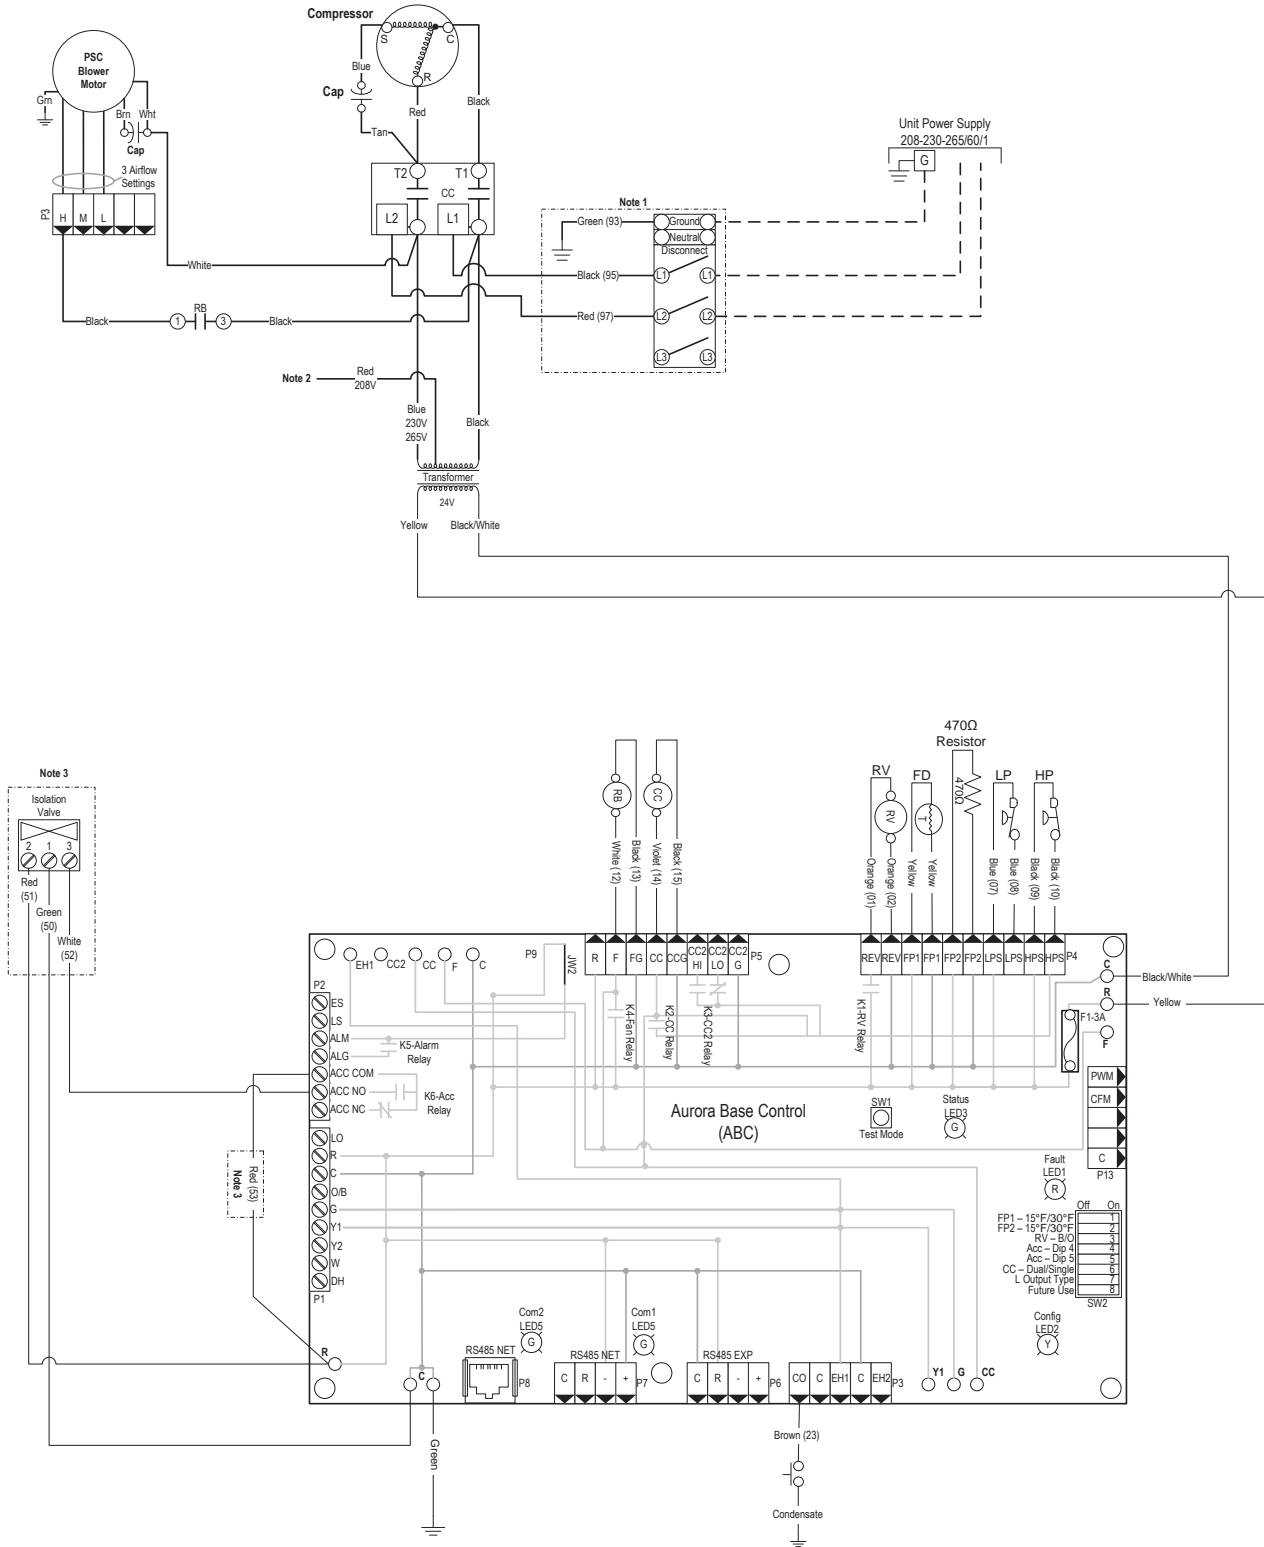 Compressor
S
C
R
Blue
Cap
Red
Black
Tan
PSC
Blower
Motor
Grn
Brn
Wht
Cap
3 Airflow
Settings
P3
H
M
L
T2
T1
CC
L2
L1
White
Black
1
RB
3
Black
Note 1
Green (93)
Ground
Neutral
Disconnect
Black (95)
L1
L1
Red (97)
L2
L2
L3
L3
Unit Power Supply
208-230-265/60/1
G
Note 2
Red
208V
Blue
230V
265V
Black
Transformer
24V
Yellow
Black/White
Note 3
Isolation
Valve
2
1
3
Red
(51)
Green
(50)
White
(52)
RB
White (12)
Black (13)
CC
Violet (14)
Black (15)
RV
RV
Orange (01)
Orange (02)
FD
T
Yellow
Yellow
470Ω
Resistor
470Ω
LP
Blue (07)
Blue (08)
HP
Black (09)
Black (10)
EH1
CC2
CC
F
C
P9
JW2
R
F
FG
CC
CCG
CC2
HI
CC2
LO
CC2
G
P5
REV
REV
FP1
FP1
FP2
FP2
LPS
LPS
HPS
HPS
P4
C
Black/White
R
Yellow
F1-3A
F
P2
ES
LS
ALM
ALG
ACC COM
ACC NO
ACC NC
K5-Alarm
Relay
K6-Acc
Relay
K4-Fan Relay
K2-CC Relay
K3-CC2 Relay
K1-RV Relay
Aurora Base Control
(ABC)
SW1
Test Mode
Status
LED3
G
PWM
CFM
C
P13
Fault
LED1
R
LO
R
C
O/B
G
Y1
Y2
W
DH
P1
Red (53)
Note 3
Off
On
FP1 – 15°F/30°F
1
FP2 – 15°F/30°F
2
RV – B/O
3
Acc – Dip 4
4
Acc – Dip 5
5
CC – Dual/Single
6
L Output Type
7
Future Use
8
SW2
Config
LED2
Y
R
C
Com2
LED5
G
Com1
LED5
G
RS485 NET
P8
RS485 NET
C
R
-
+
P7
RS485 EXP
C
R
-
+
P6
CO
C
EH1
C
EH2
P3
Y1
G
CC
Green
Brown (23)
Condensate